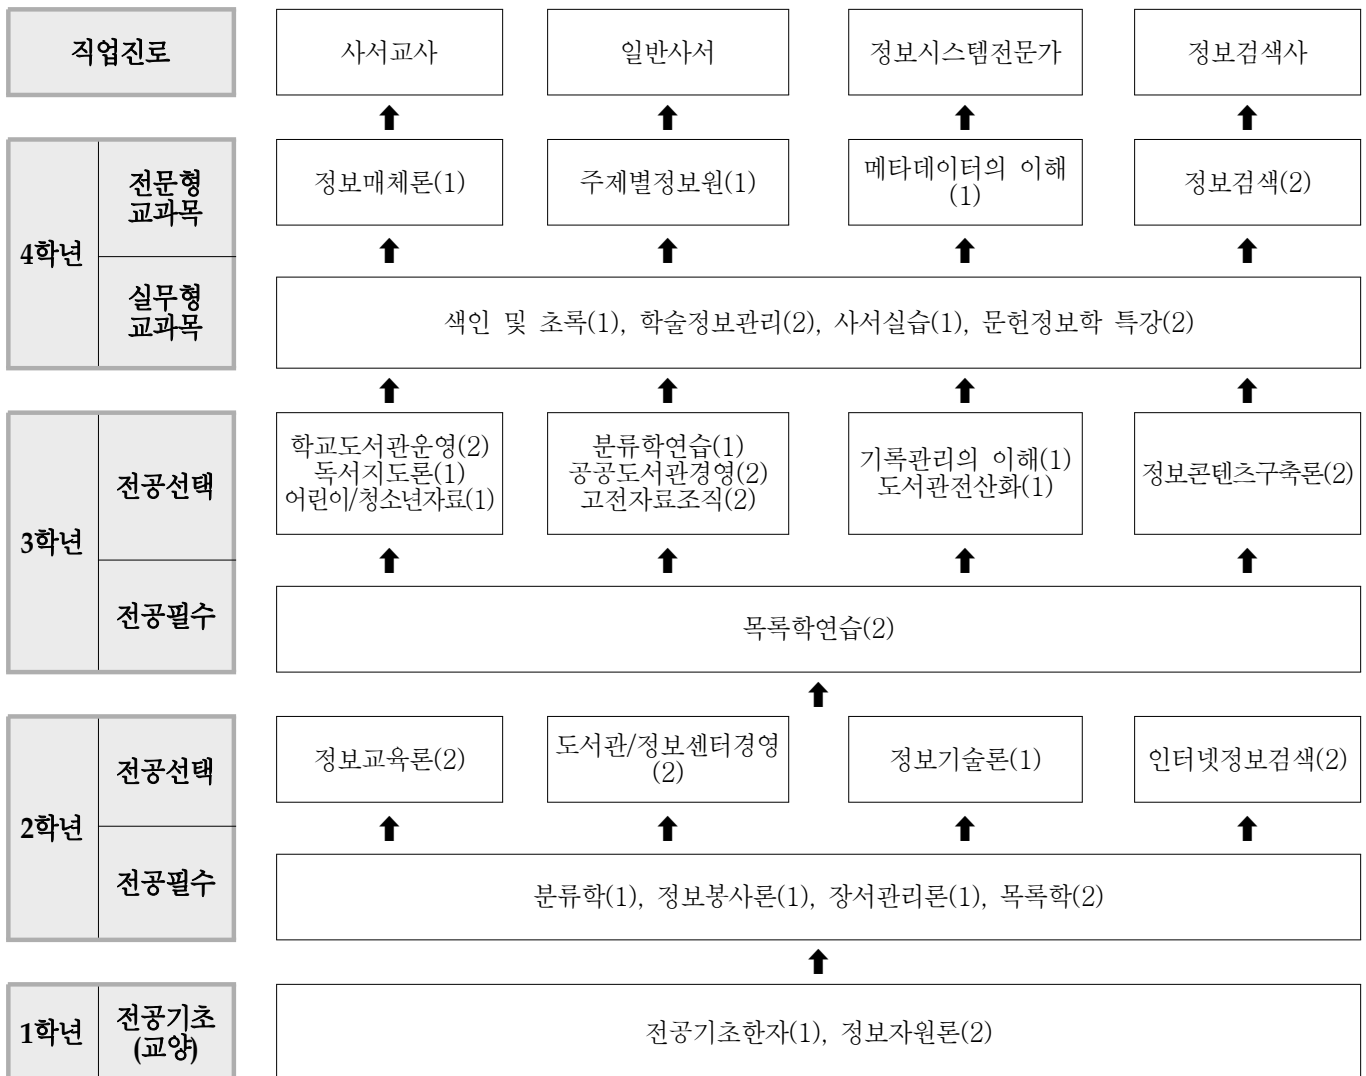 직업진로
사서교사
일반사서
정보시스템전문가
정보검색사
4학년
전문형
교과목
정보매체론(1)
주제별정보원(1)
메타데이터의 이해
(1)
정보검색(2)
실무형
교과목
색인 및 초록(1), 학술정보관리(2), 사서실습(1), 문헌정보학 특강(2)
3학년
전공선택
학교도서관운영(2)
독서지도론(1)
어린이/청소년자료(1)
분류학연습(1)
공공도서관경영(2)
고전자료조직(2)
기록관리의 이해(1)
도서관전산화(1)
정보콘텐츠구축론(2)
전공필수
목록학연습(2)
2학년
전공선택
정보교육론(2)
도서관/정보센터경영
(2)
정보기술론(1)
인터넷정보검색(2)
전공필수
분류학(1), 정보봉사론(1), 장서관리론(1), 목록학(2)
1학년
전공기초
(교양)
전공기초한자(1), 정보자원론(2)